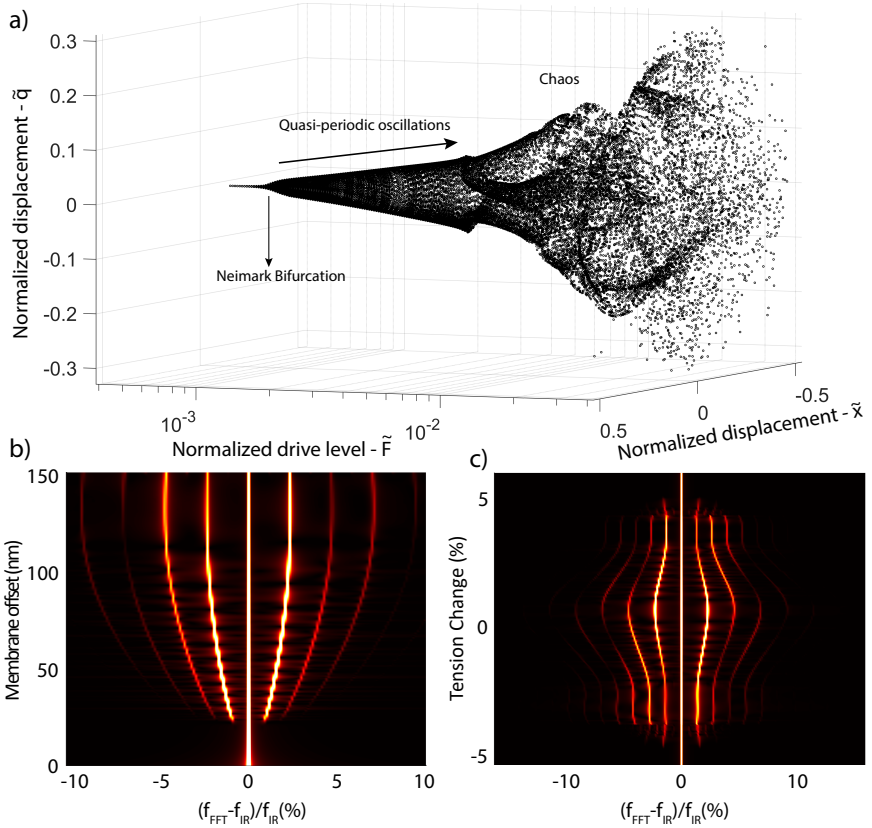 a)
0.3
0.2
0.1
0
-0.1
-0.2
-0.3
Normalized displacement - q̃
Chaos
Quasi-periodic oscillations
Neimark Bifurcation
10⁻³
10⁻²
0.5
0
-0.5
Normalized drive level - F̃
Normalized displacement - x̃
b)
150
100
50
0
Membrane offset (nm)
-10
-5
0
5
10
(f_FFT-f_IR)/f_IR(%)
c)
5
0
-5
Tension Change (%)
-10
0
10
(f_FFT-f_IR)/f_IR(%)